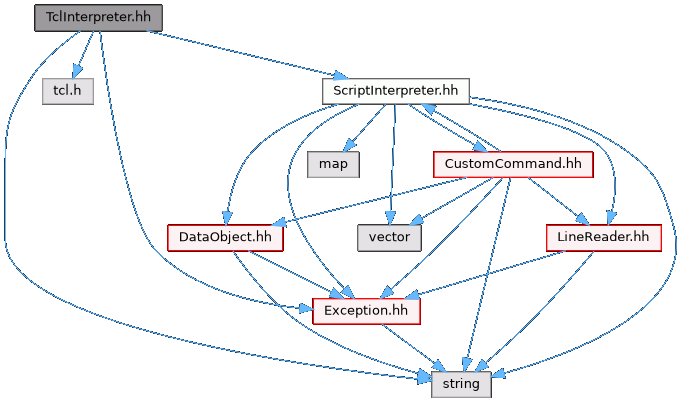 TclInterpreter.hh
tcl.h
ScriptInterpreter.hh
map
CustomCommand.hh
DataObject.hh
vector
LineReader.hh
Exception.hh
string